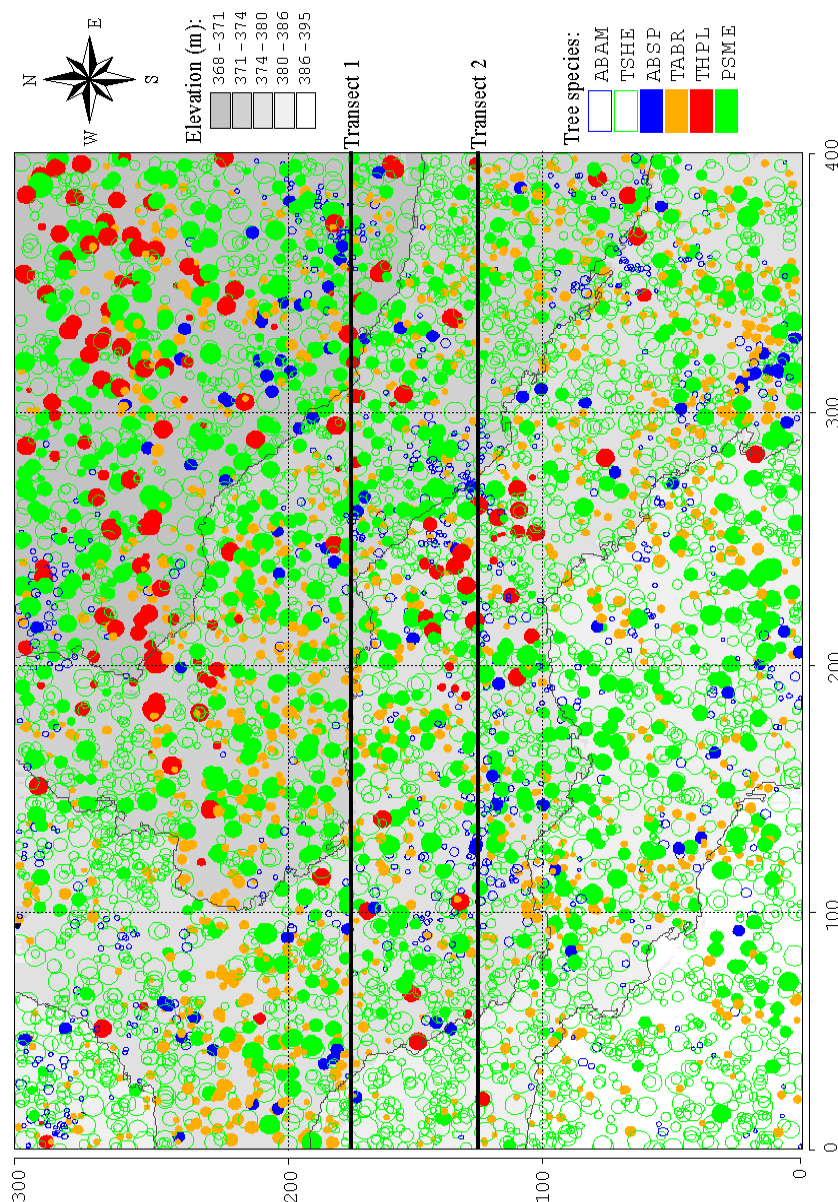 N
E
S
W
Elevation (m):
368-371
371-374
374-380
380-386
386-395
Transect 1
Transect 2
Tree species:
ABAM
TSHE
ABSP
TABR
THPL
PSME
300
200
100
0
0
100
200
300
400